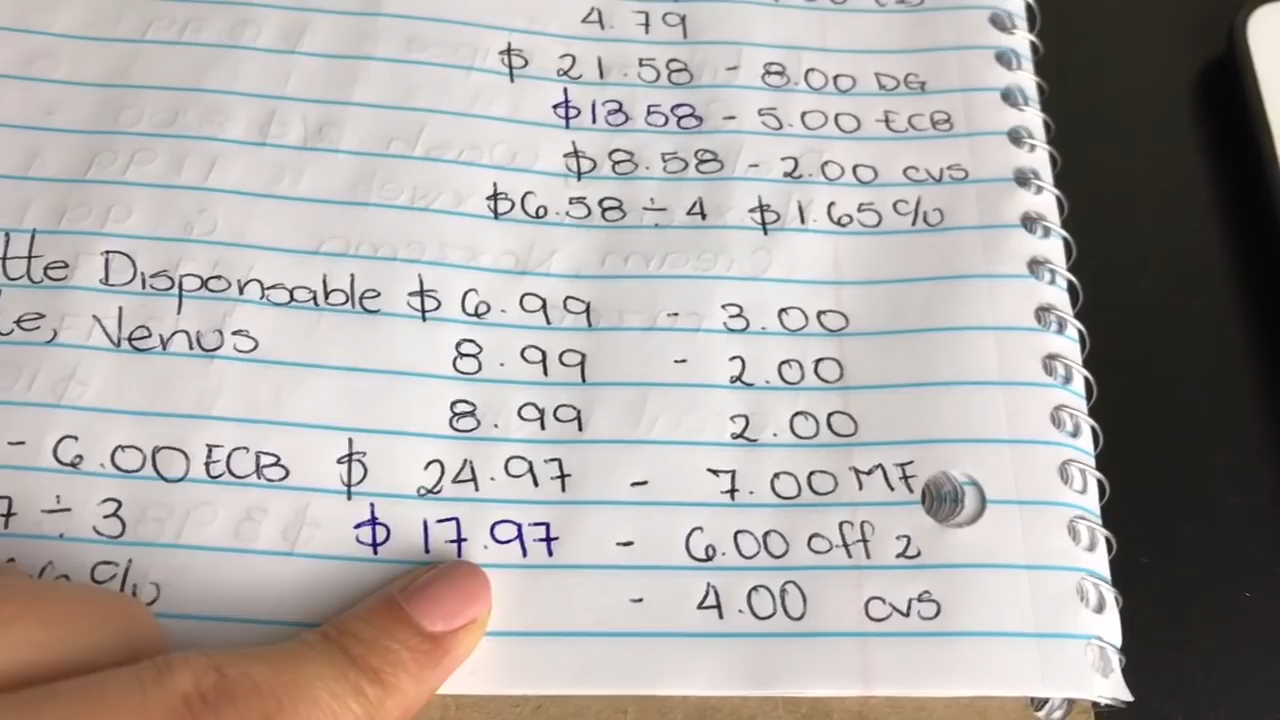 4.79
$ 21.58 - 8.00 DG
$13.58 - 5.00 ECB
$8.58 - 2.00 CVS
$6.58 ÷ 4 $1.65 c/u
tte Disponsable $ 6.99 - 3.00
e, Venus 8.99 - 2.00
8.99 2.00
- 6.00 ECB $ 24.97 - 7.00 MF
7 ÷ 3 $ 17.97 - 6.00 off 2
c/u - 4.00 CVS